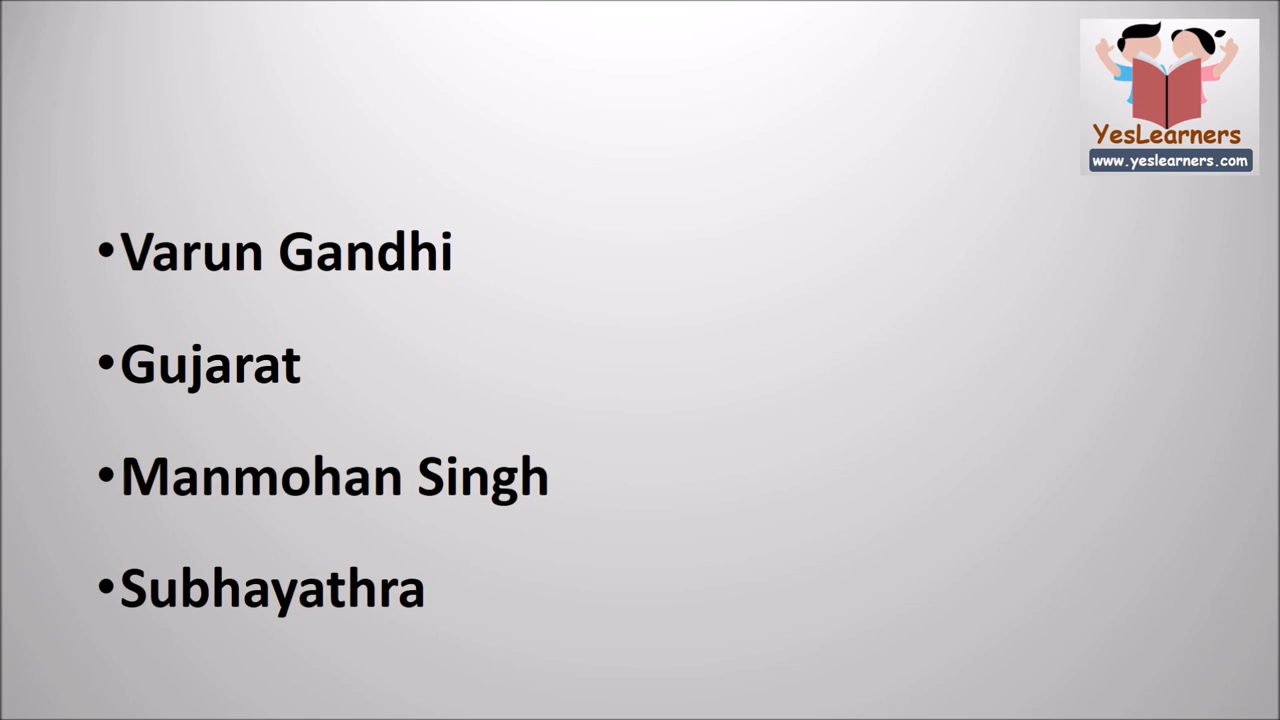 YesLearners
www.yeslearners.com
•Varun Gandhi
•Gujarat
•Manmohan Singh
•Subhayathra